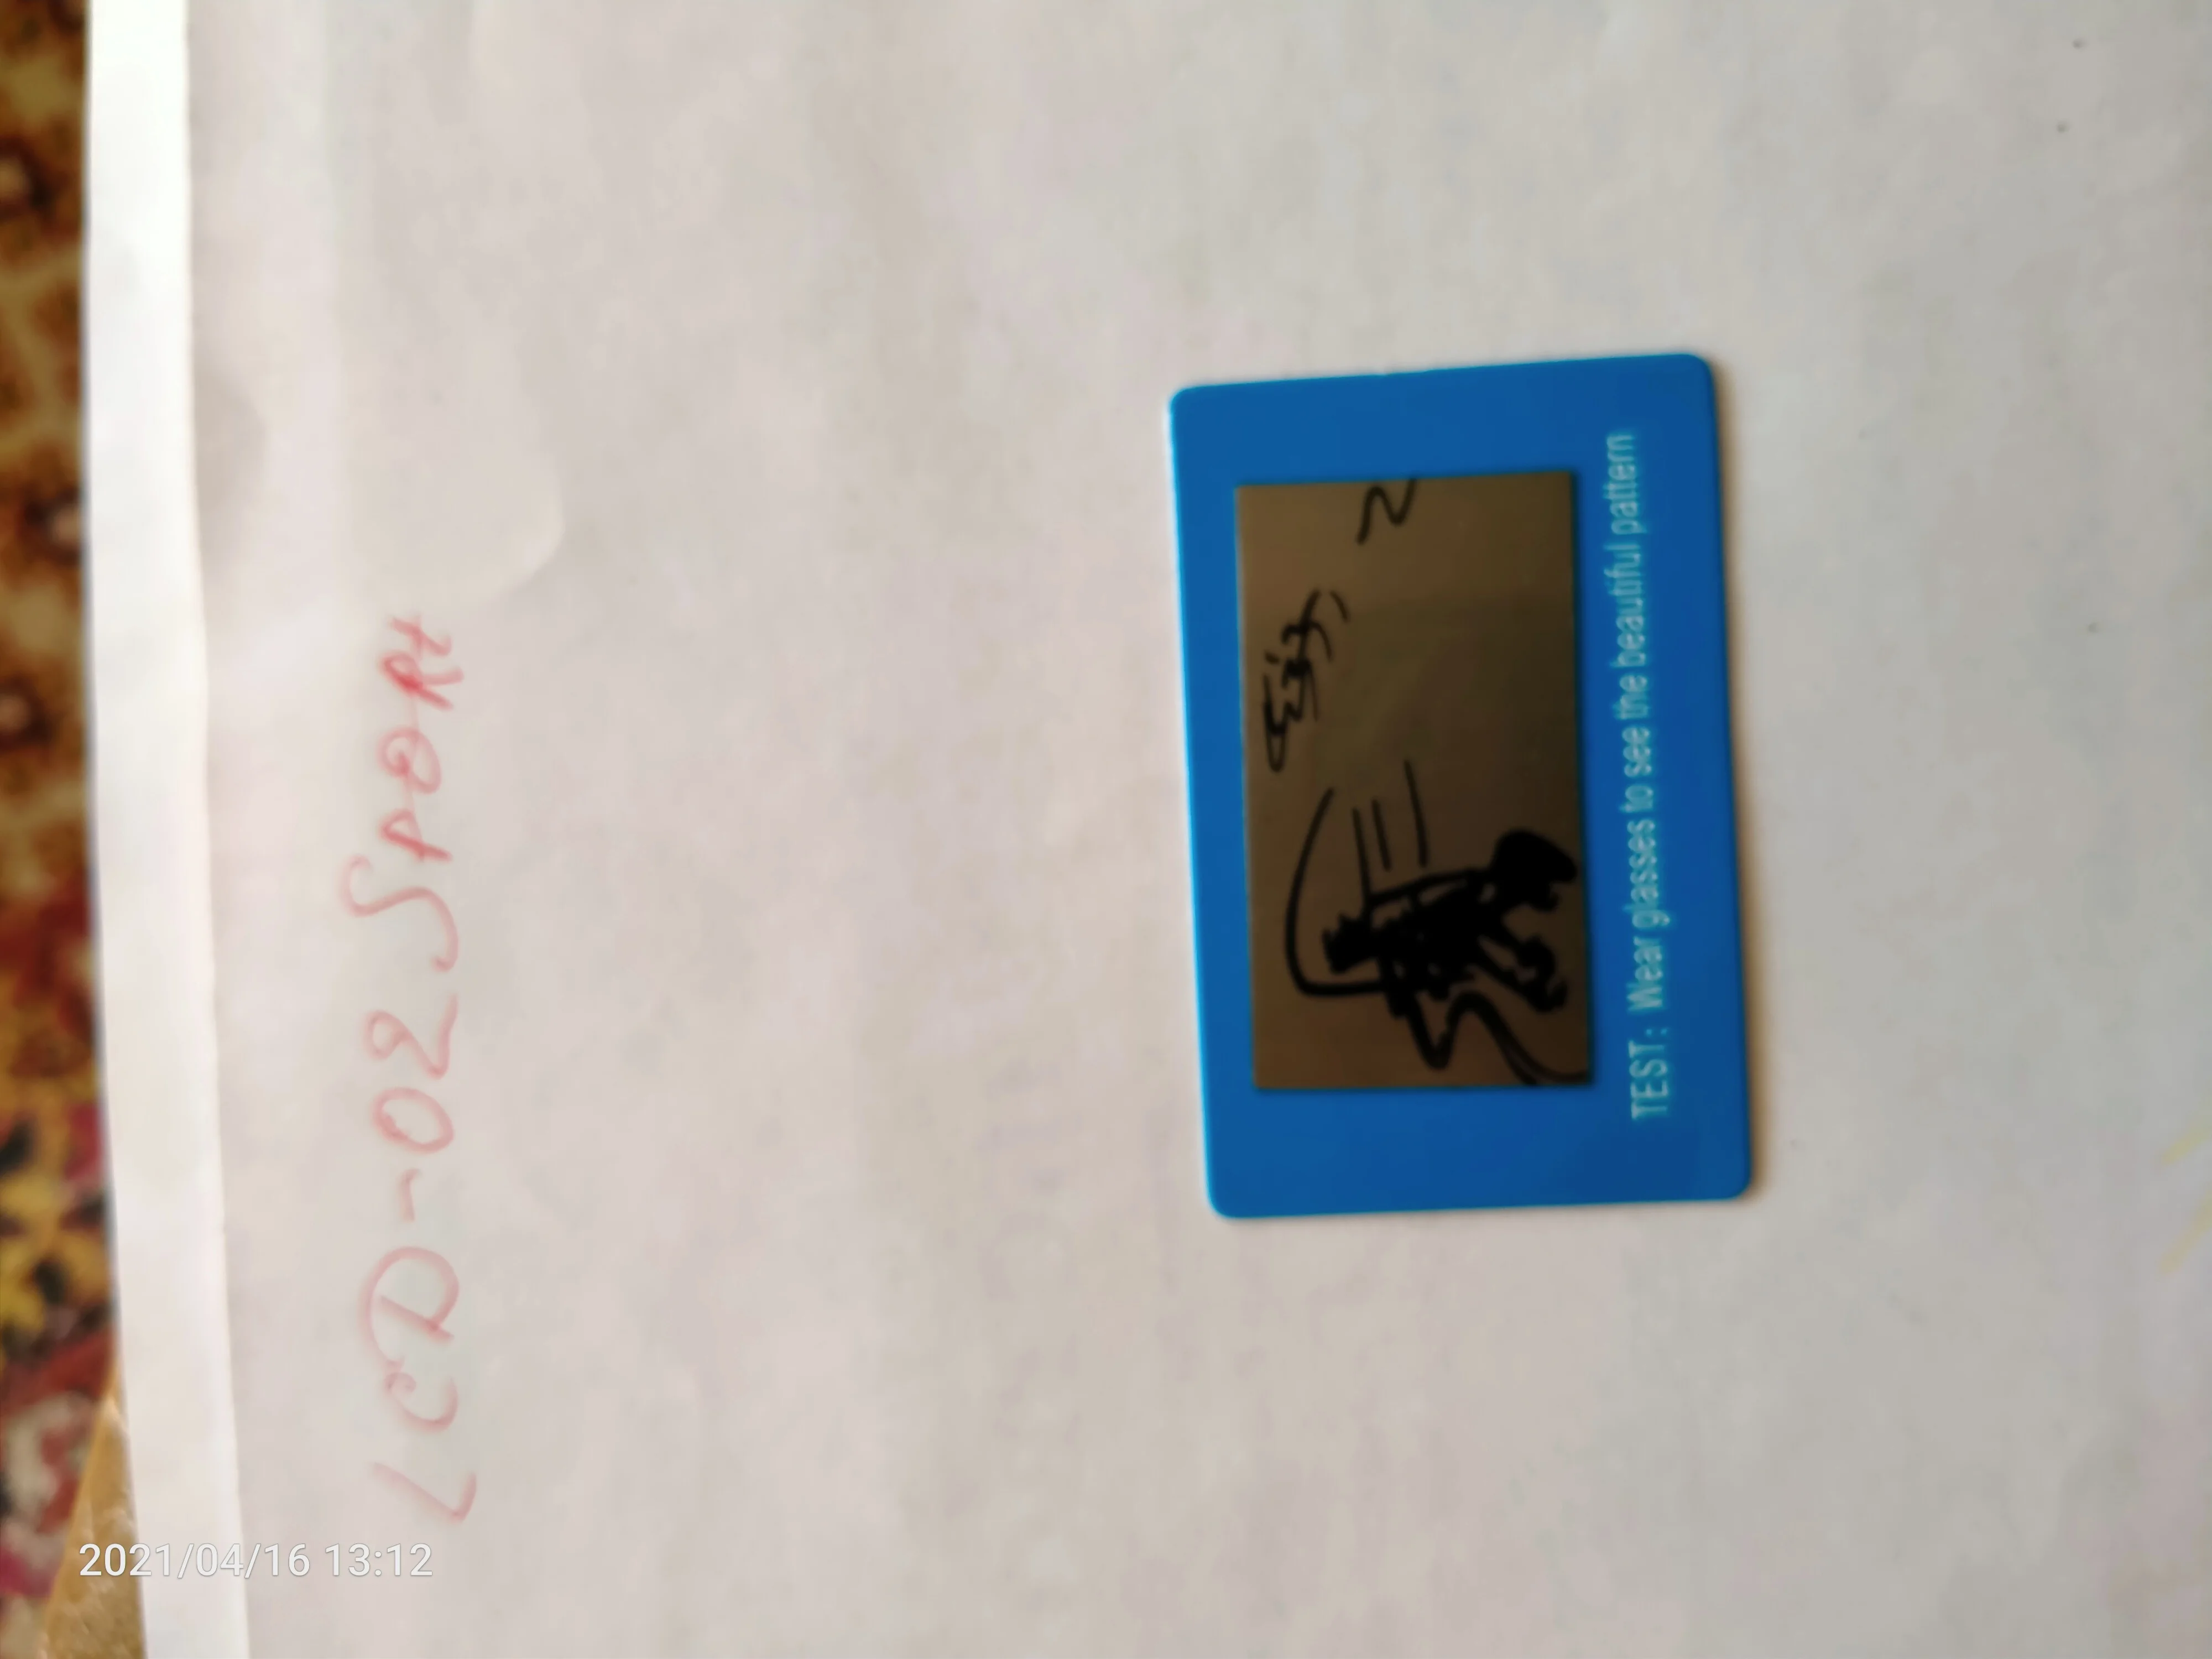 LCD-02 SPORT
TEST: Wear glasses to see the beautiful pattern
2021/04/16 13:12